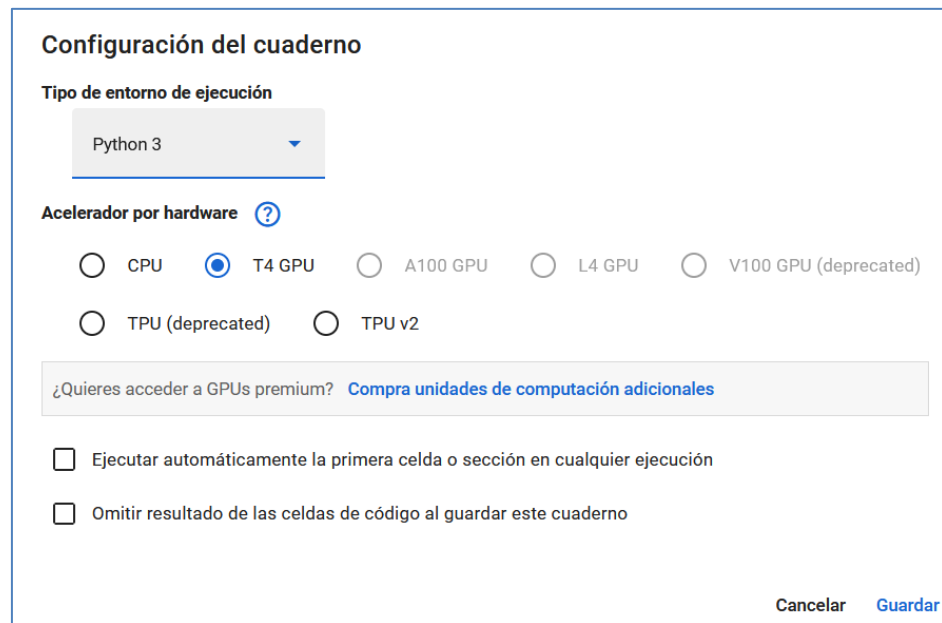 Configuración del cuaderno
Tipo de entorno de ejecución
Python 3
Acelerador por hardware ?
CPU T4 GPU A100 GPU L4 GPU V100 GPU (deprecated)
TPU (deprecated) TPU v2
¿Quieres acceder a GPUs premium? Compra unidades de computación adicionales
Ejecutar automáticamente la primera celda o sección en cualquier ejecución
Omitir resultado de las celdas de código al guardar este cuaderno
Cancelar Guardar